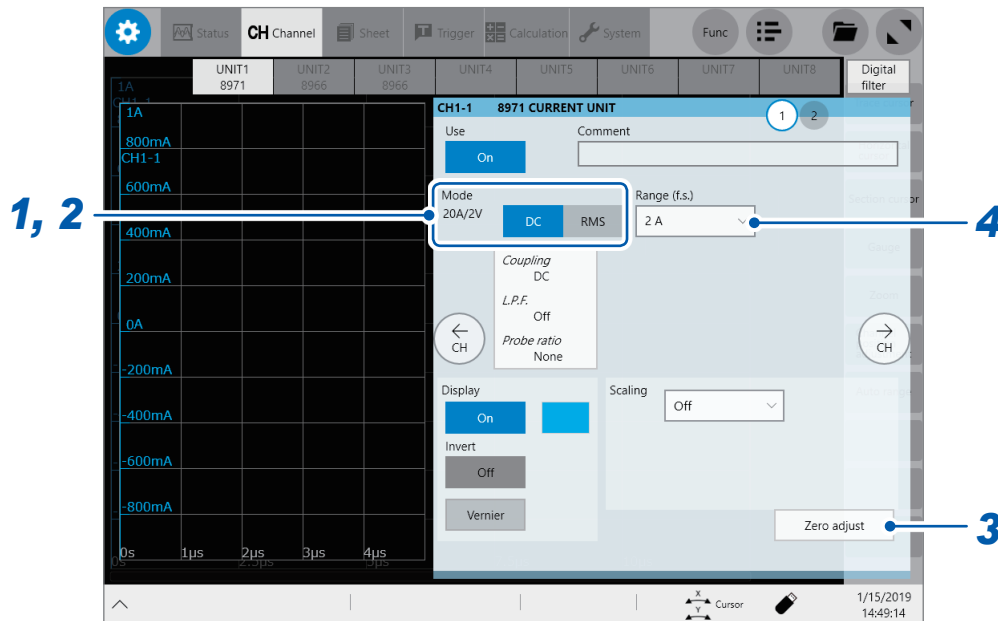 Status CH Channel Sheet Trigger Calculation System Func
UNIT1 UNIT2 UNIT3 UNIT4 UNIT5 UNIT6 UNIT7 UNIT8 Digital
8971 8966 8966 filter
1A
1A
CH1-1 8971 CURRENT UNIT 1 2
Use Comment
On
800mA
CH1-1
600mA
Mode Range (f.s.)
1, 2 20A/2V DC RMS 2 A 4
400mA
Coupling
DC
200mA
L.P.F.
Off
0A
Probe ratio
None
← CH
→ CH
-200mA
Display Scaling
On Off
-400mA
Invert
-600mA
Off
-800mA
Vernier
Zero adjust 3
0s 1µs 2µs 3µs 4µs
X Y Cursor
1/15/2019
14:49:14